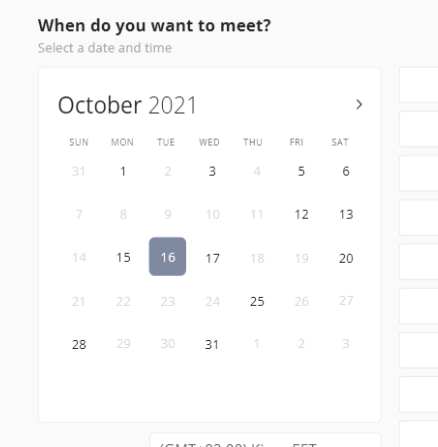 When do you want to meet?
Select a date and time
October 2021
SUN MON TUE WED THU FRI SAT
31 1 2 3 4 5 6
7 8 9 10 11 12 13
14 15 16 17 18 19 20
21 22 23 24 25 26 27
28 29 30 31 1 2 3